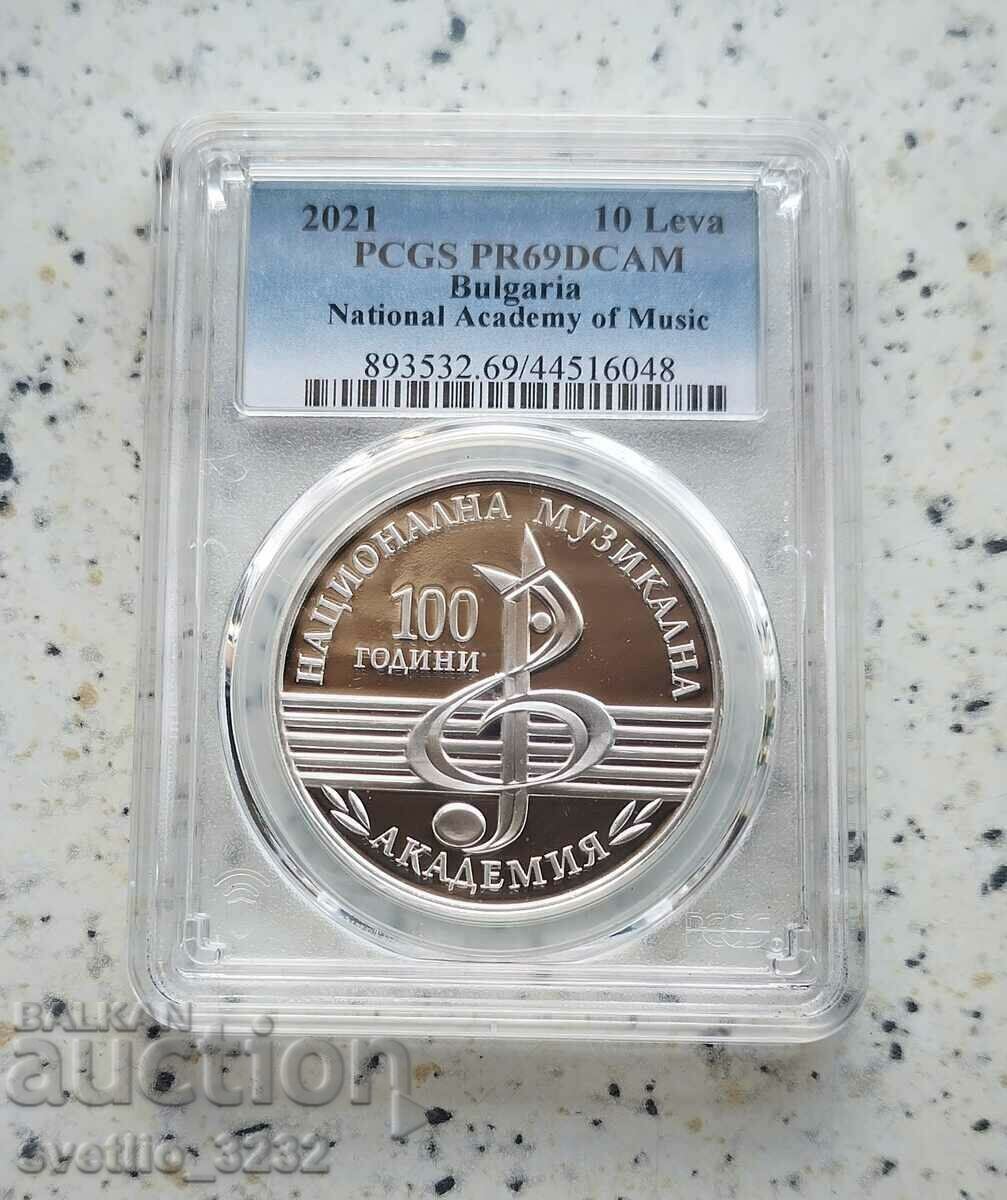 2021 10 Leva
PCGS PR69DCAM
Bulgaria
National Academy of Music
893532.69/44516048
НАЦИОНАЛНА МУЗИКАЛНА
100
ГОДИНИ
АКАДЕМИЯ
PCGS
BALKAN
auction
svetlio_3232